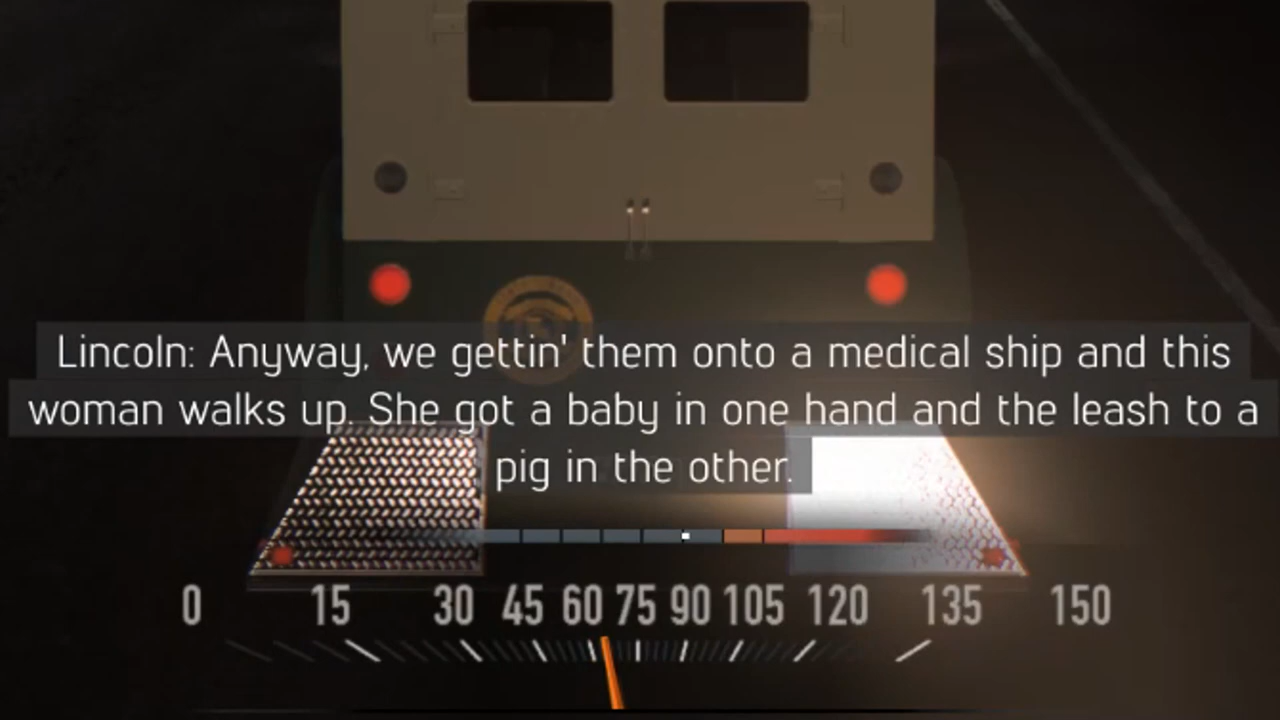 Lincoln: Anyway, we gettin' them onto a medical ship and this
woman walks up. She got a baby in one hand and the leash to a
pig in the other.
0 15 30 45 60 75 90 105 120 135 150